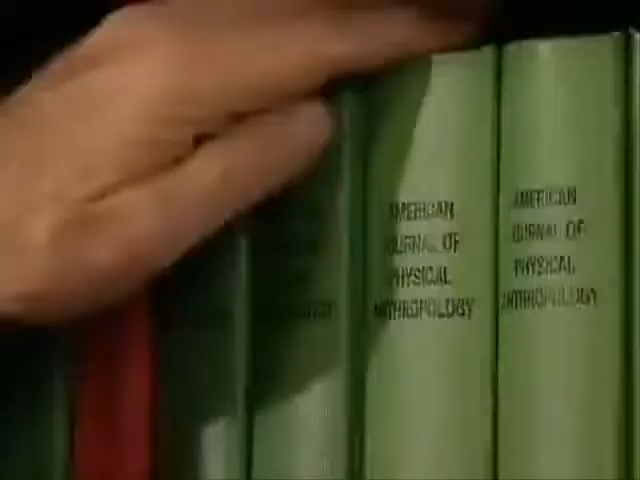 AMERICAN
JOURNAL OF
PHYSICAL
ANTHROPOLOGY
AMERICAN
JOURNAL OF
PHYSICAL
ANTHROPOLOGY